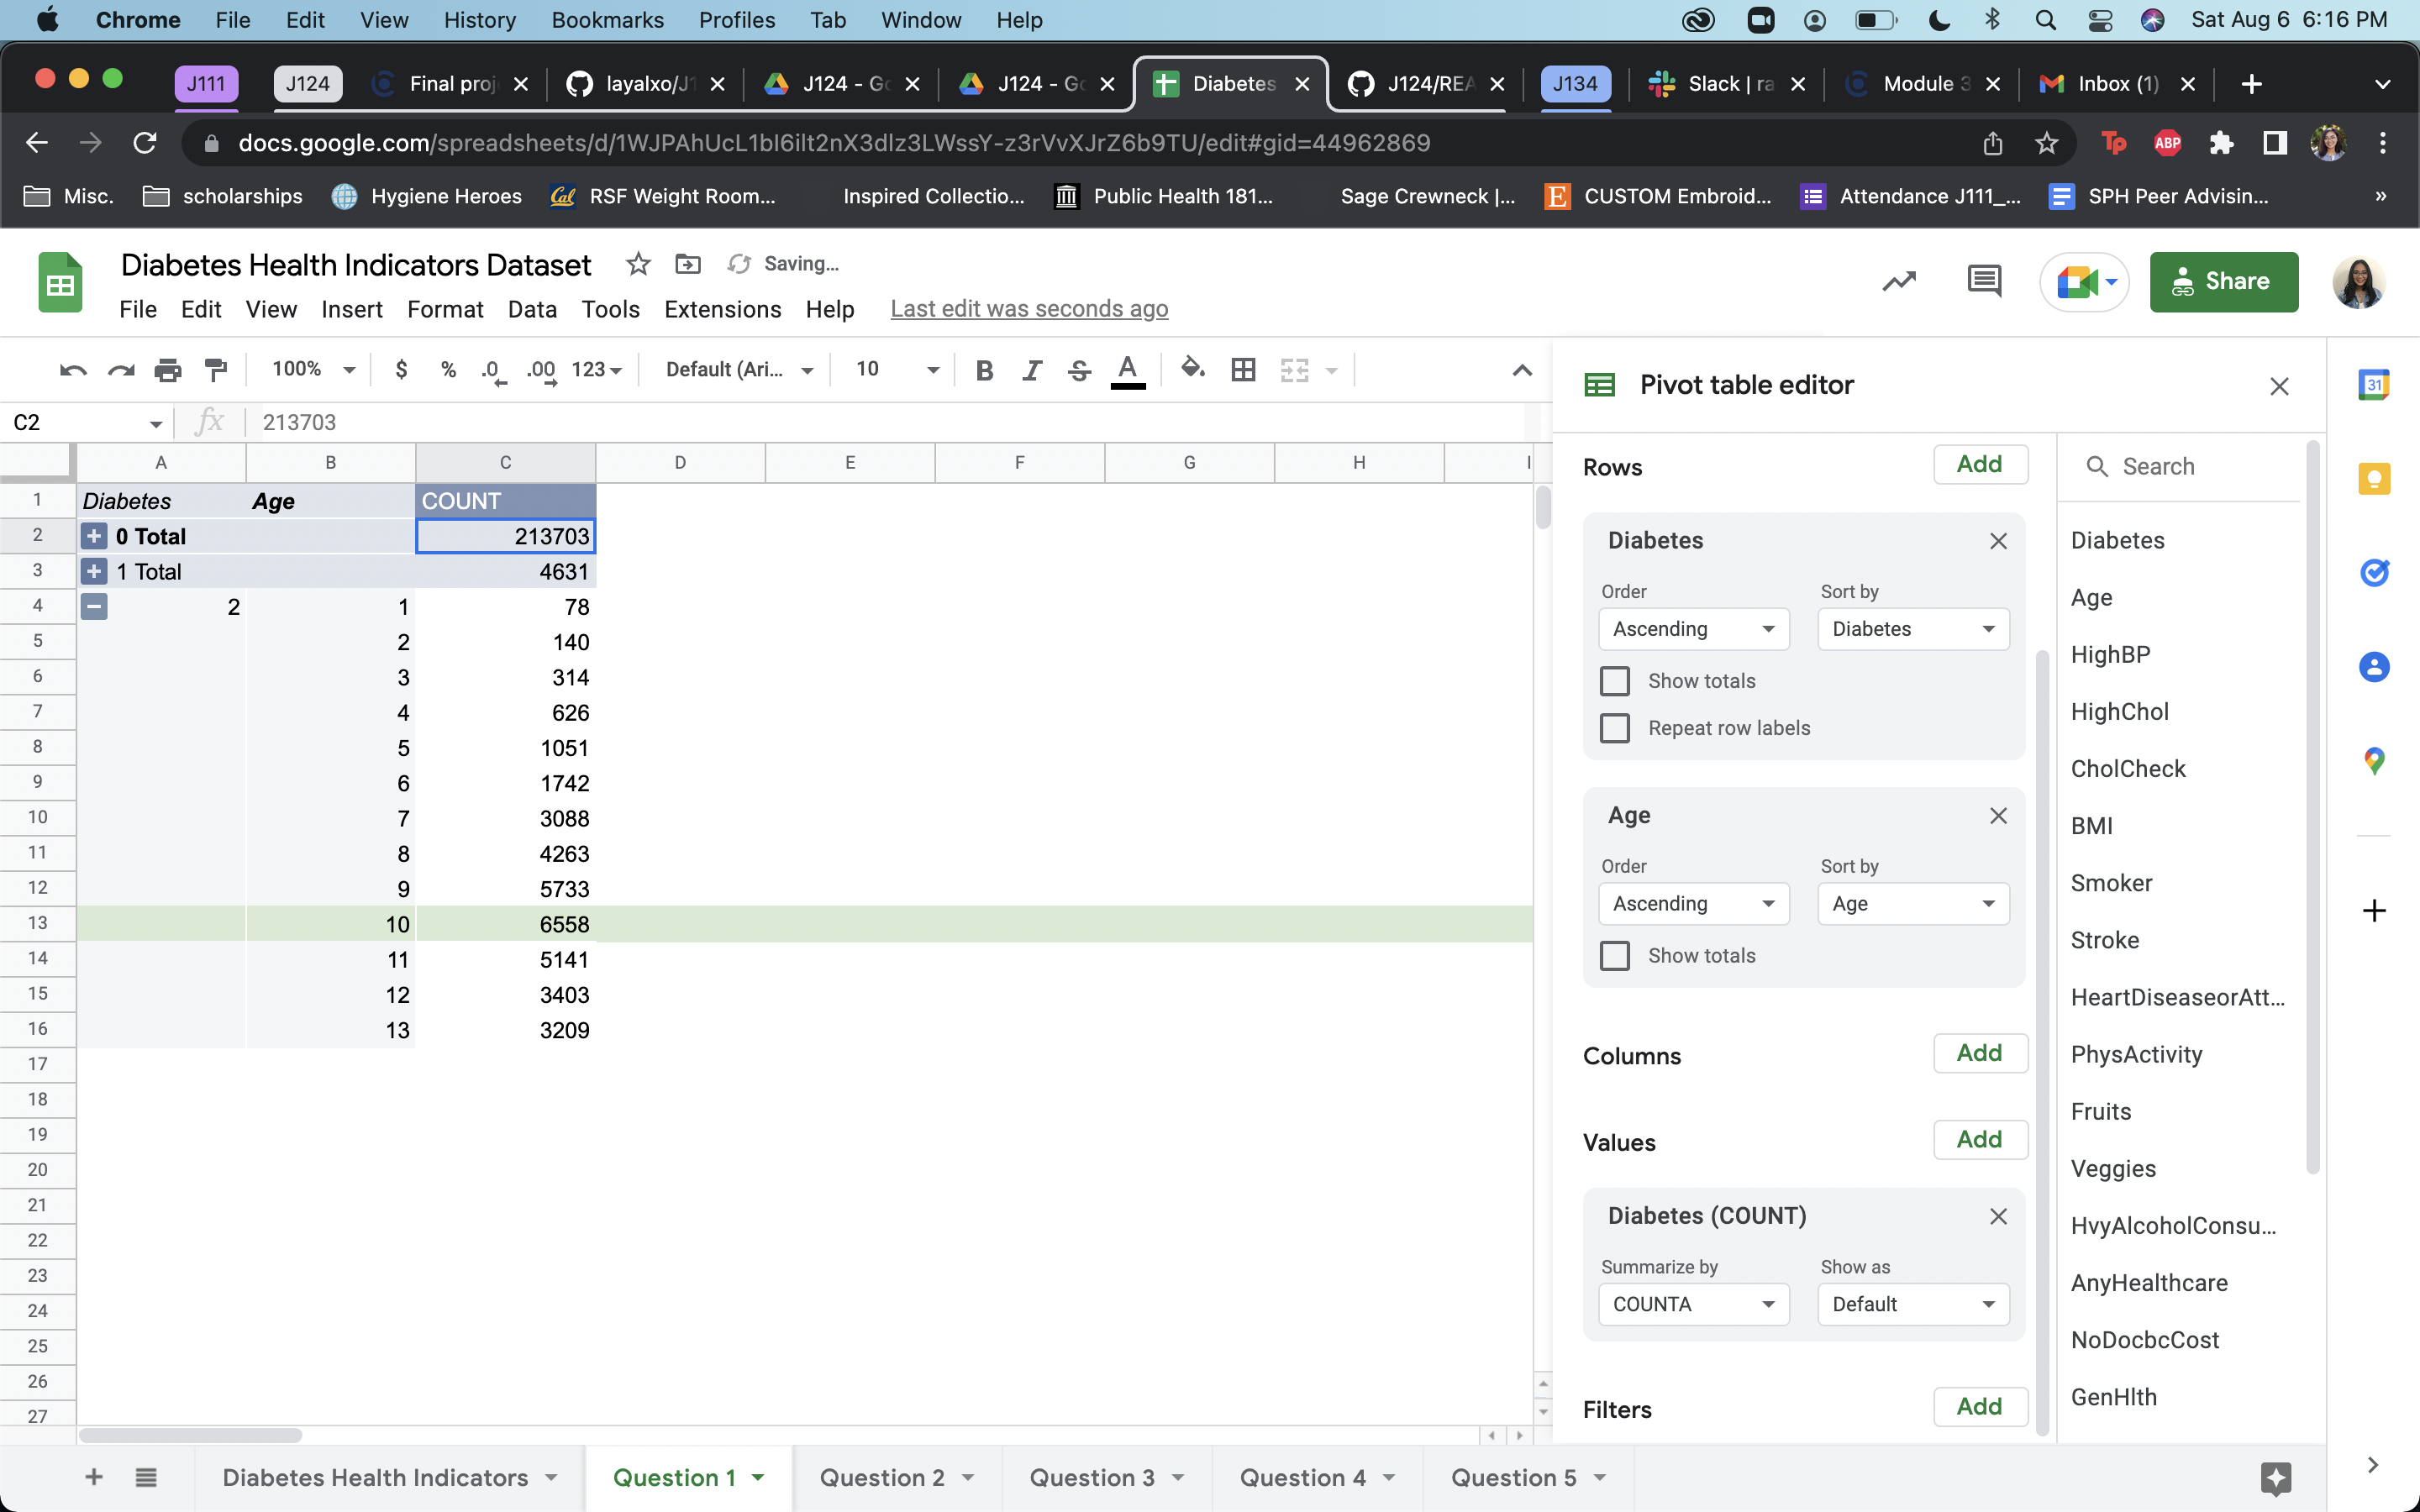 Chrome File Edit View History Bookmarks Profiles Tab Window Help Sat Aug 6 6:16 PM
J111 J124 Final proj layalxo/J1 J124 - Go J124 - Go Diabetes J124/REA J134 Slack | ra Module 3 Inbox (1)
docs.google.com/spreadsheets/d/1WJPAhUcL1bI6ilt2nX3dlz3LWssY-z3rVvXJrZ6b9TU/edit#gid=44962869 Tp ABP
Misc. scholarships Hygiene Heroes Cal RSF Weight Room... Inspired Collectio... Public Health 181... Sage Crewneck |... E CUSTOM Embroid... Attendance J111_... SPH Peer Advisin... »
Diabetes Health Indicators Dataset Saving...
File Edit View Insert Format Data Tools Extensions Help Last edit was seconds ago
Share
100% $ % .0 .00 123 Default (Ari... 10 B I S A
C2 fx 213703
A B C D E F G H I
1 Diabetes Age COUNT
2 0 Total 213703
3 1 Total 4631
4 2 1 78
5 2 140
6 3 314
7 4 626
8 5 1051
9 6 1742
10 7 3088
11 8 4263
12 9 5733
13 10 6558
14 11 5141
15 12 3403
16 13 3209
17
18
19
20
21
22
23
24
25
26
27
Pivot table editor
31
Rows Add
Diabetes
Order Sort by
Ascending Diabetes
Show totals
Repeat row labels
Age
Order Sort by
Ascending Age
Show totals
Columns Add
Values Add
Diabetes (COUNT)
Summarize by Show as
COUNTA Default
Filters Add
Search
Diabetes
Age
HighBP
HighChol
CholCheck
BMI
Smoker
Stroke
HeartDiseaseorAtt...
PhysActivity
Fruits
Veggies
HvyAlcoholConsu...
AnyHealthcare
NoDocbcCost
GenHlth
Diabetes Health Indicators Question 1 Question 2 Question 3 Question 4 Question 5